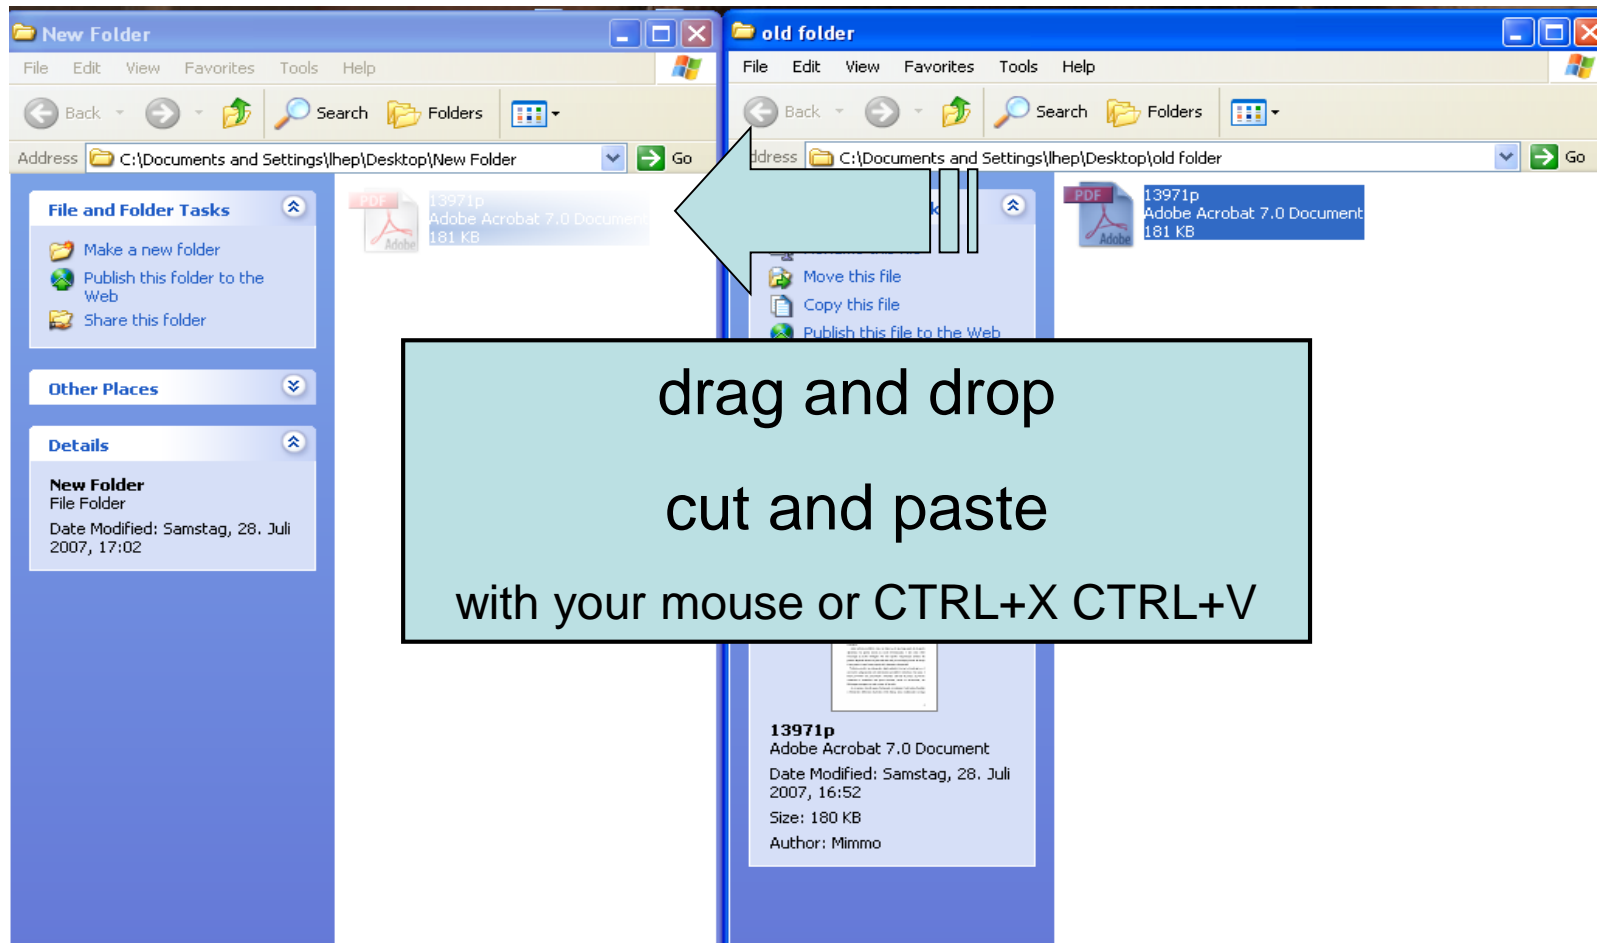 New Folder
File Edit View Favorites Tools Help
Back Search Folders
Address C:\Documents and Settings\lhep\Desktop\New Folder Go
File and Folder Tasks
Make a new folder
Publish this folder to the
Web
Share this folder
Other Places
Details
New Folder
File Folder
Date Modified: Samstag, 28. Juli
2007, 17:02
PDF
Adobe
13971p
Adobe Acrobat 7.0 Document
181 KB
old folder
File Edit View Favorites Tools Help
Back Search Folders
ddress C:\Documents and Settings\lhep\Desktop\old folder Go
k
Move this file
Copy this file
Publish this file to the Web
PDF
Adobe
13971p
Adobe Acrobat 7.0 Document
181 KB
drag and drop
cut and paste
with your mouse or CTRL+X CTRL+V
13971p
Adobe Acrobat 7.0 Document
Date Modified: Samstag, 28. Juli
2007, 16:52
Size: 180 KB
Author: Mimmo